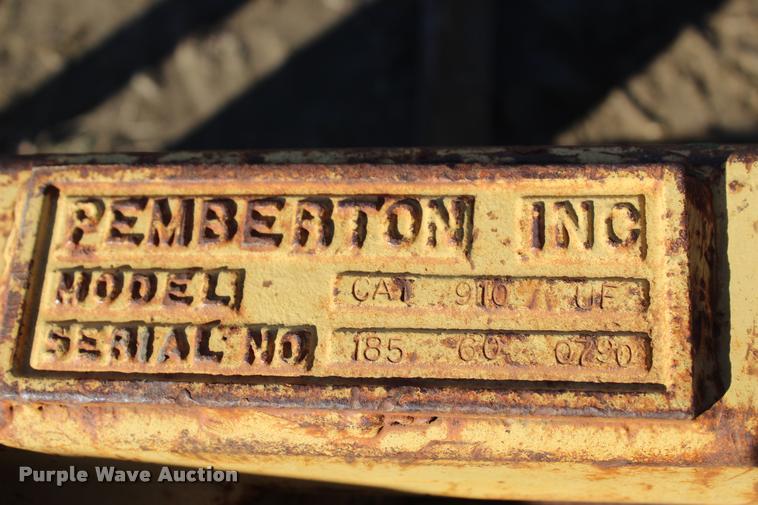 PEMBERTON INC
MODEL CAT 910 UF
SERIAL NO. 185 60 0790
Purple Wave Auction